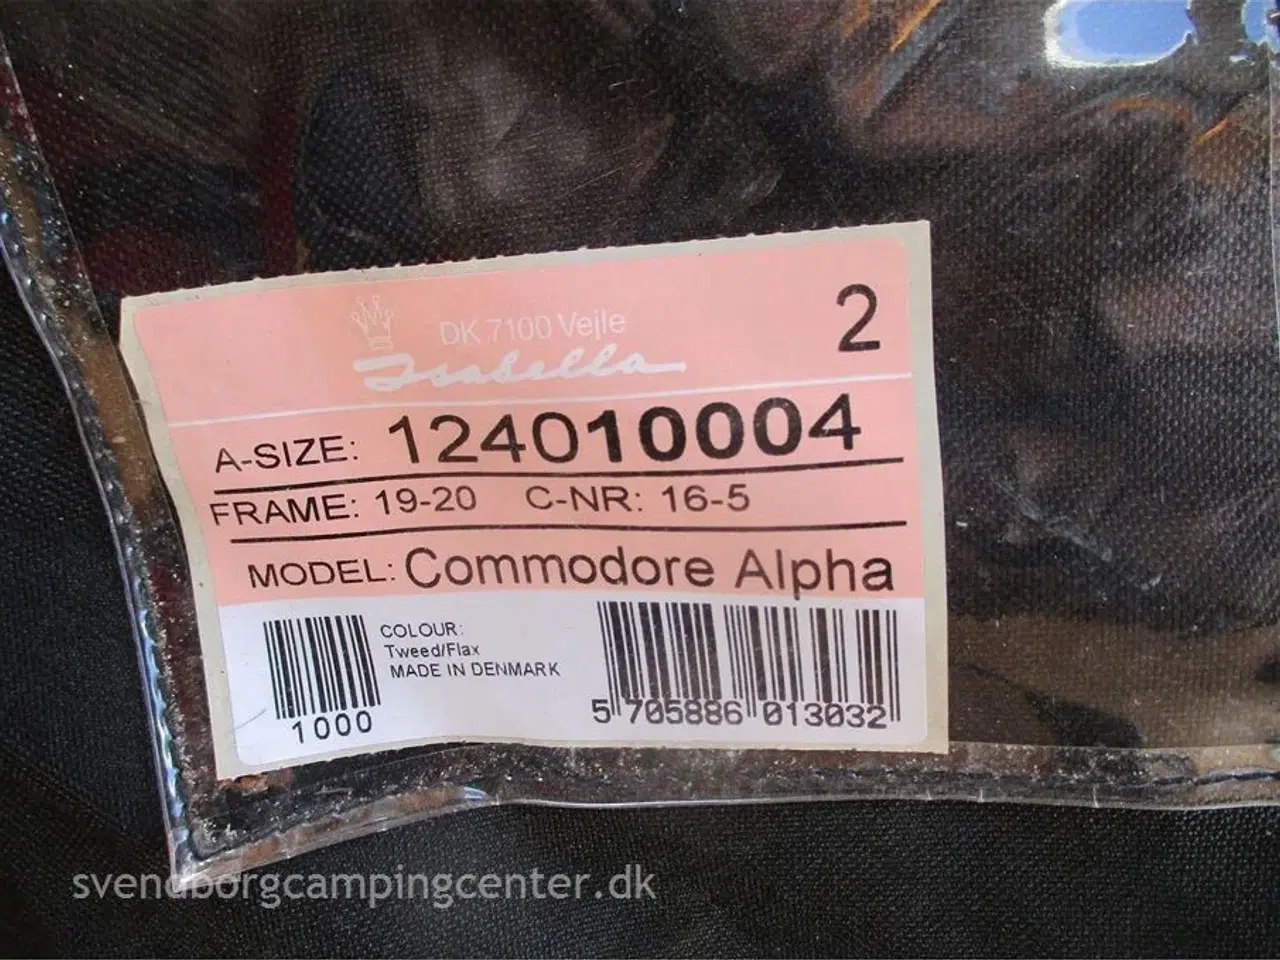 2
DK 7100 Vejle
Isabella
A-SIZE: 124010004
FRAME: 19-20 C-NR: 16-5
MODEL: Commodore Alpha
COLOUR:
Tweed/Flax
MADE IN DENMARK
1000
5 705886 013032
svendborgcampingcenter.dk